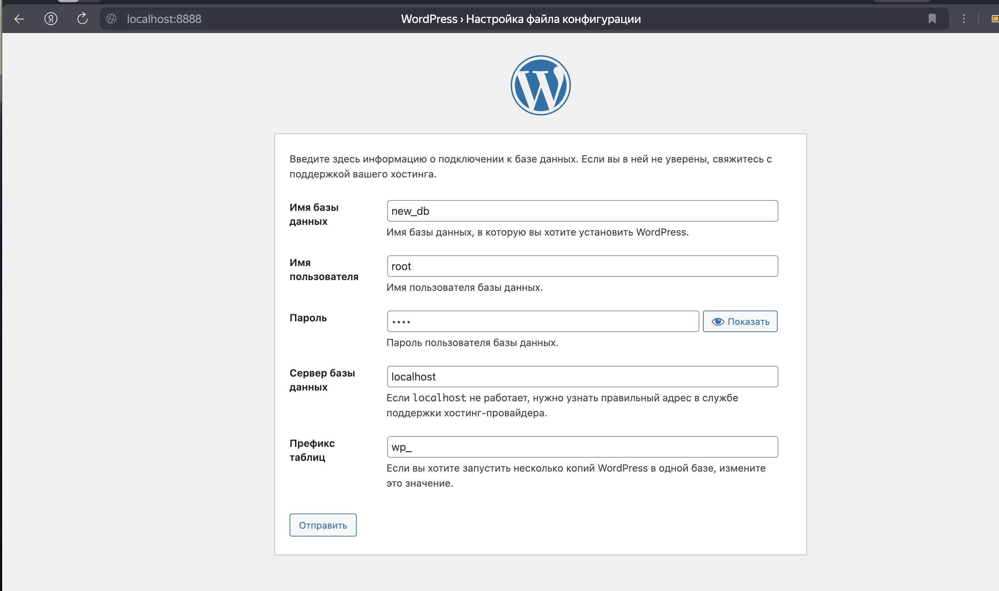 localhost:8888
WordPress › Настройка файла конфигурации
Введите здесь информацию о подключении к базе данных. Если вы в ней не уверены, свяжитесь с
поддержкой вашего хостинга.
Имя базы
данных
new_db
Имя базы данных, в которую вы хотите установить WordPress.
Имя
пользователя
root
Имя пользователя базы данных.
Пароль
••••
Показать
Пароль пользователя базы данных.
Сервер базы
данных
localhost
Если localhost не работает, нужно узнать правильный адрес в службе
поддержки хостинг-провайдера.
Префикс
таблиц
wp_
Если вы хотите запустить несколько копий WordPress в одной базе, измените
это значение.
Отправить